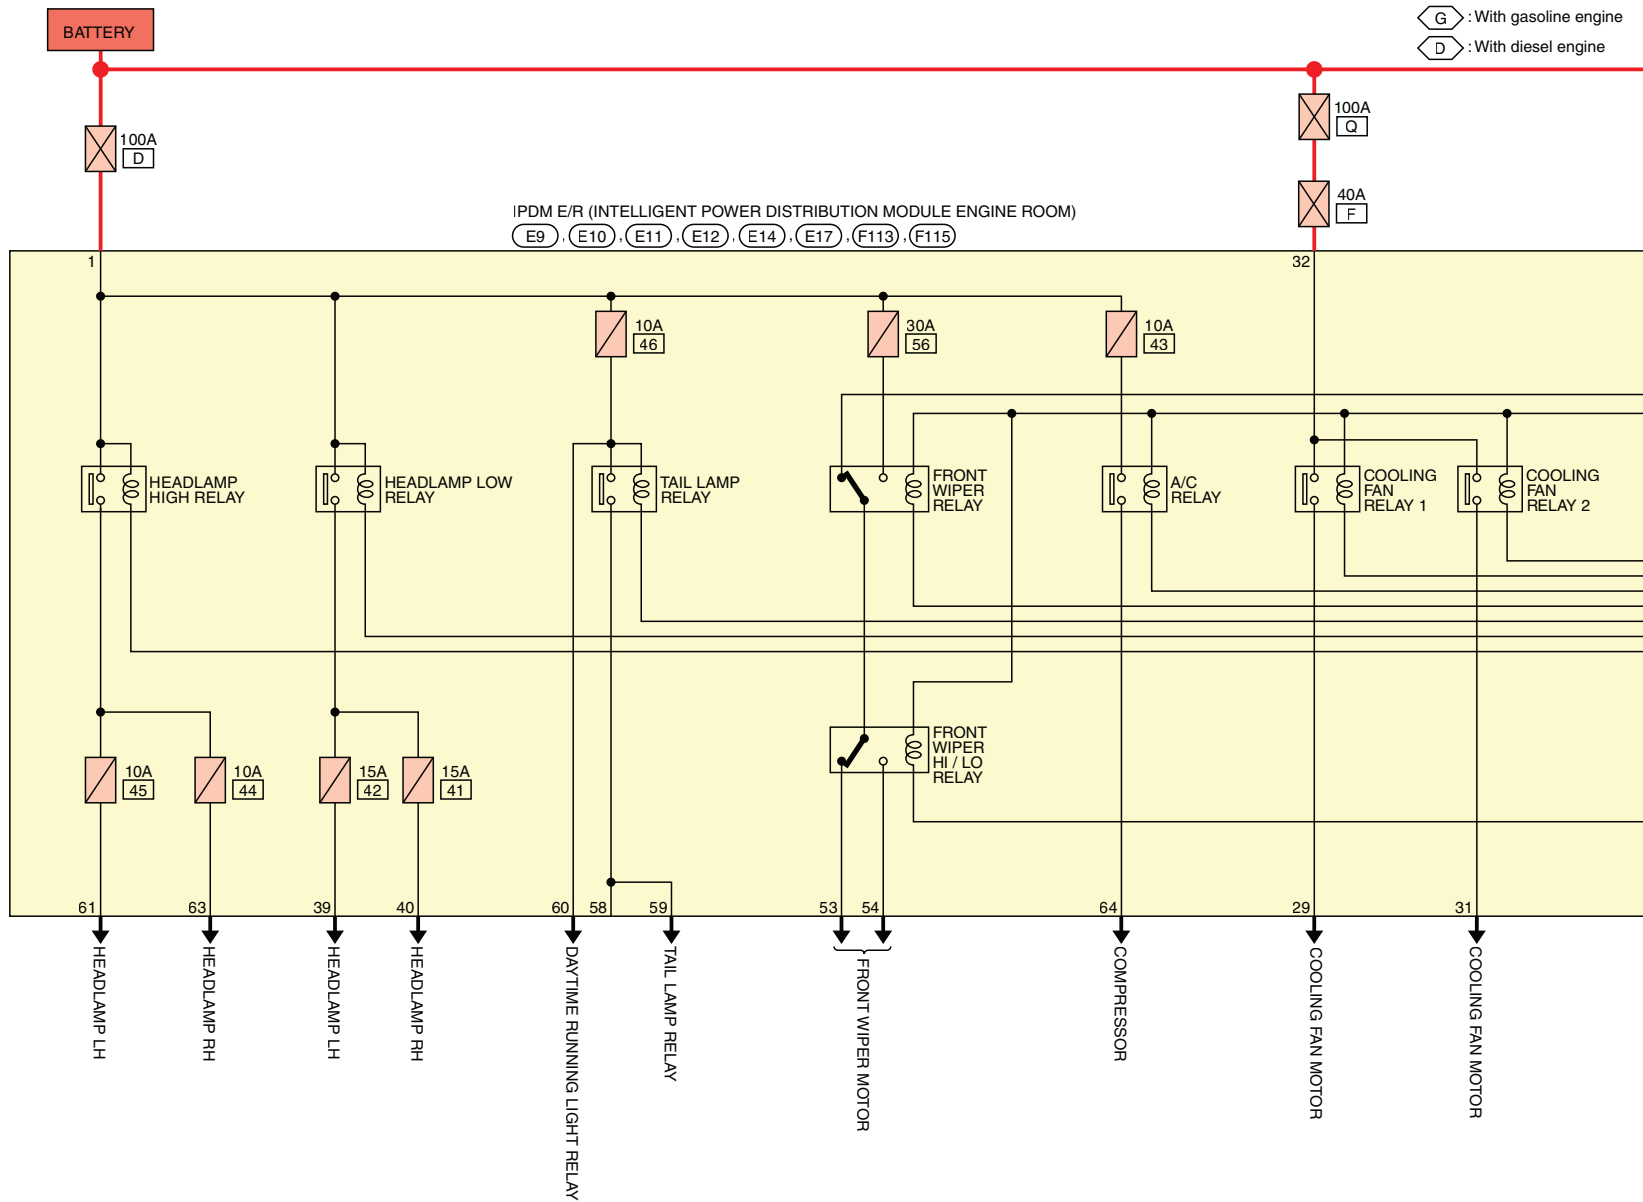 BATTERY
G : With gasoline engine
D : With diesel engine
100A
D
100A
Q
40A
F
IPDM E/R (INTELLIGENT POWER DISTRIBUTION MODULE ENGINE ROOM)
E9 , E10 , E11 , E12 , E14 , E17 , F113 , F115
1
32
10A
46
30A
56
10A
43
HEADLAMP
HIGH RELAY
HEADLAMP LOW
RELAY
TAIL LAMP
RELAY
FRONT
WIPER
RELAY
A/C
RELAY
COOLING
FAN
RELAY 1
COOLING
FAN
RELAY 2
FRONT
WIPER
HI / LO
RELAY
10A
45
10A
44
15A
42
15A
41
61
63
39
40
60
58
59
53
54
64
29
31
HEADLAMP LH
HEADLAMP RH
HEADLAMP LH
HEADLAMP RH
DAYTIME RUNNING LIGHT RELAY
TAIL LAMP RELAY
FRONT WIPER MOTOR
COMPRESSOR
COOLING FAN MOTOR
COOLING FAN MOTOR